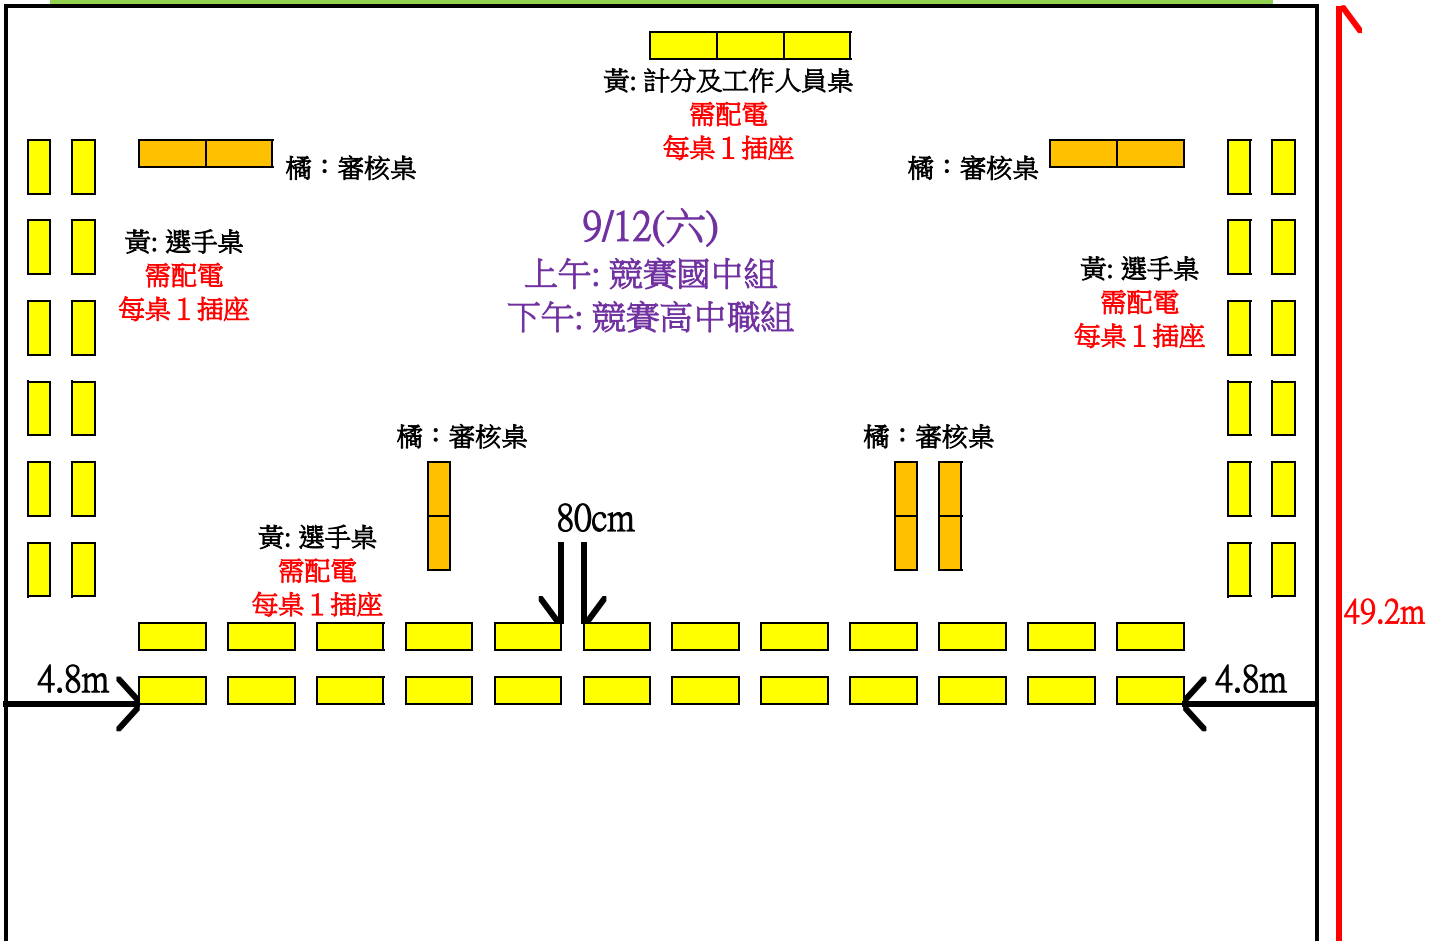 黃: 計分及工作人員桌
需配電
每桌 1 插座
橘：審核桌
橘：審核桌
9/12(六)
上午: 競賽國中組
下午: 競賽高中職組
黃: 選手桌
需配電
每桌 1 插座
黃: 選手桌
需配電
每桌 1 插座
橘：審核桌
橘：審核桌
80cm
黃: 選手桌
需配電
每桌 1 插座
49.2m
4.8m
4.8m